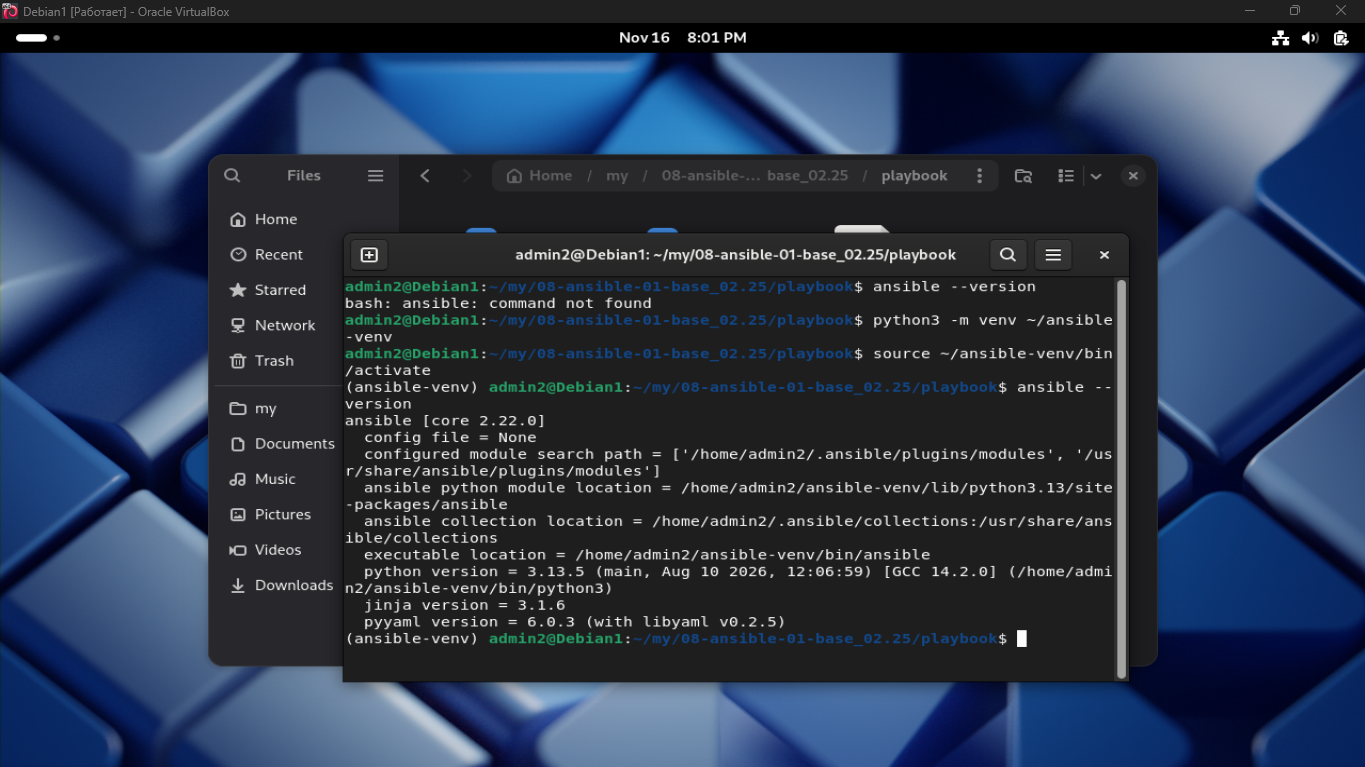 Debian1 [Работает] - Oracle VirtualBox
Nov 16 8:01 PM
Files
Home / my / 08-ansible-... base_02.25 / playbook
Home
Recent
Starred
Network
Trash
my
Documents
Music
Pictures
Videos
Downloads
admin2@Debian1: ~/my/08-ansible-01-base_02.25/playbook
admin2@Debian1:~/my/08-ansible-01-base_02.25/playbook$ ansible --version
bash: ansible: command not found
admin2@Debian1:~/my/08-ansible-01-base_02.25/playbook$ python3 -m venv ~/ansible
-venv
admin2@Debian1:~/my/08-ansible-01-base_02.25/playbook$ source ~/ansible-venv/bin
/activate
(ansible-venv) admin2@Debian1:~/my/08-ansible-01-base_02.25/playbook$ ansible --
version
ansible [core 2.22.0]
  config file = None
  configured module search path = ['/home/admin2/.ansible/plugins/modules', '/us
r/share/ansible/plugins/modules']
  ansible python module location = /home/admin2/ansible-venv/lib/python3.13/site
-packages/ansible
  ansible collection location = /home/admin2/.ansible/collections:/usr/share/ans
ible/collections
  executable location = /home/admin2/ansible-venv/bin/ansible
  python version = 3.13.5 (main, Aug 10 2026, 12:06:59) [GCC 14.2.0] (/home/admi
n2/ansible-venv/bin/python3)
  jinja version = 3.1.6
  pyyaml version = 6.0.3 (with libyaml v0.2.5)
(ansible-venv) admin2@Debian1:~/my/08-ansible-01-base_02.25/playbook$